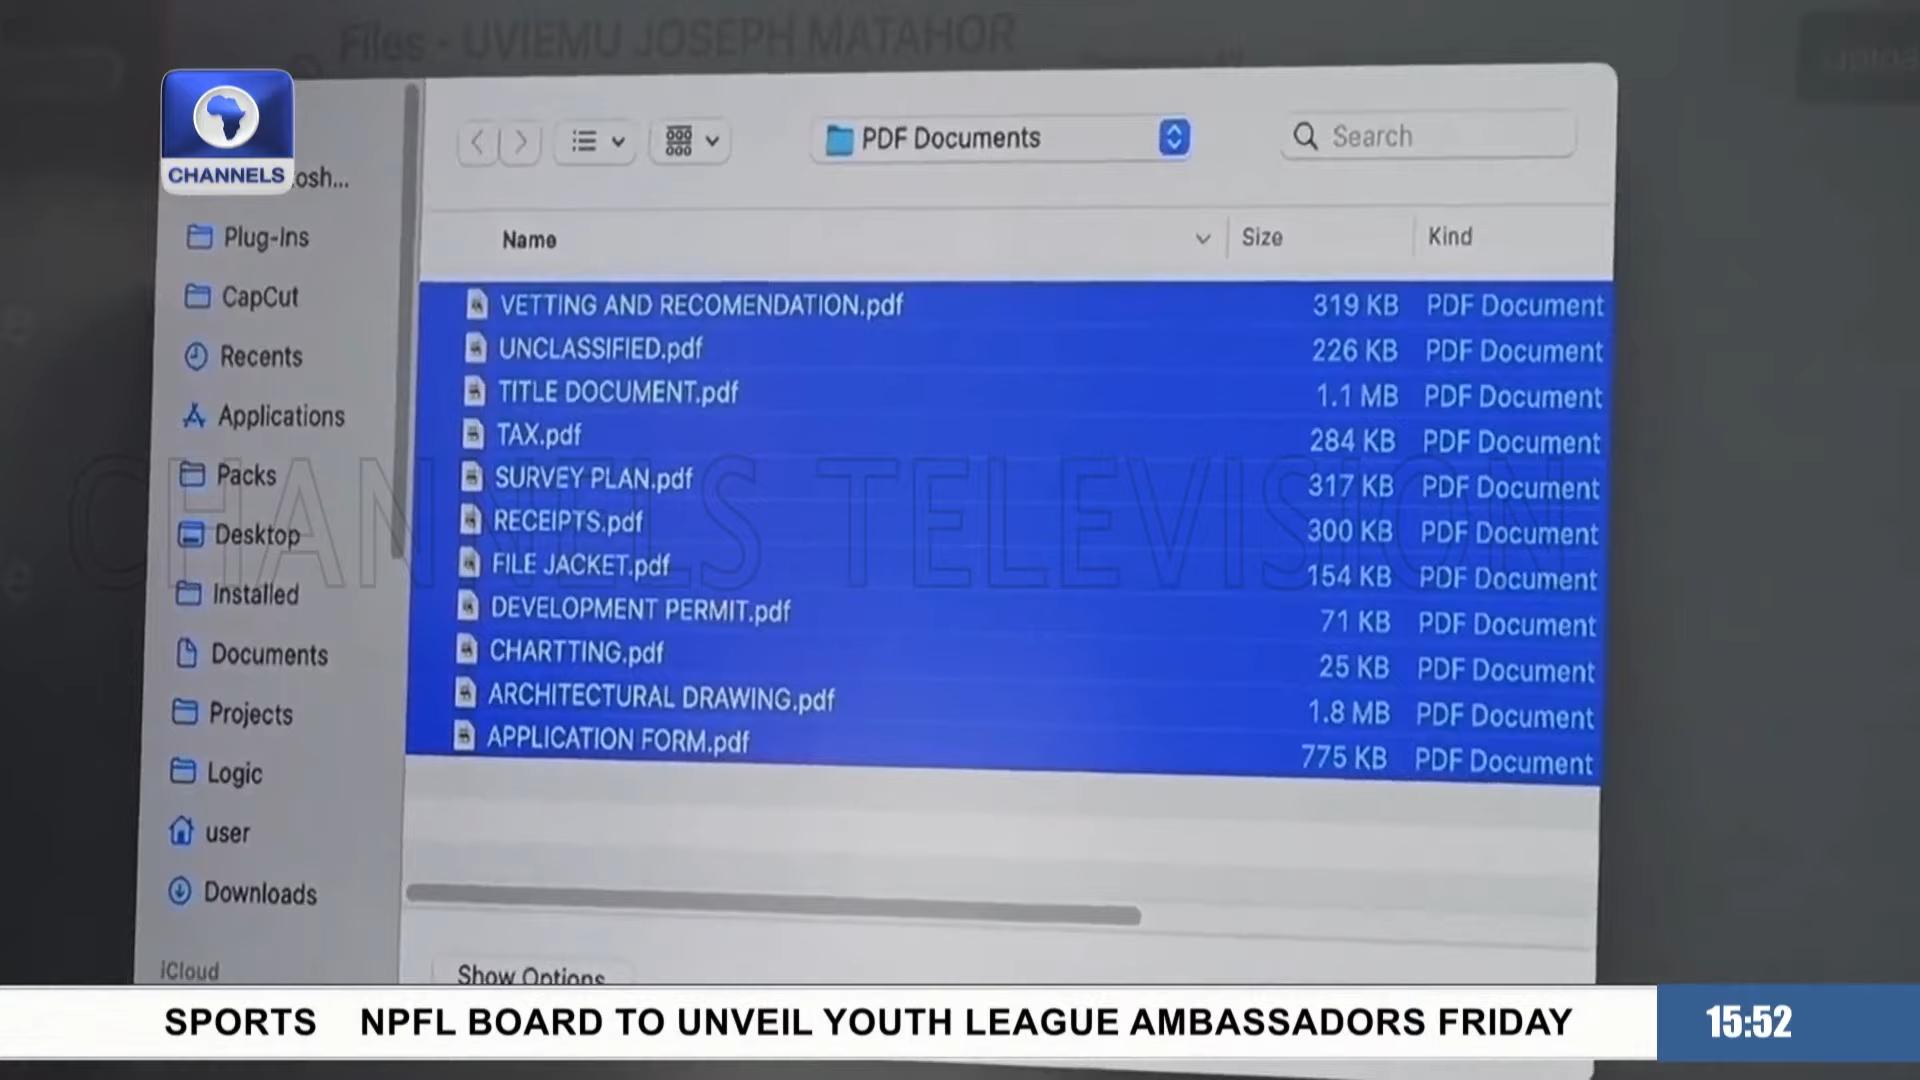 Files - UVIEMU JOSEPH MATAHOR
CHANNELS
osh...
PDF Documents
Search
Plug-Ins
CapCut
Recents
Applications
Packs
Desktop
Installed
Documents
Projects
Logic
user
Downloads
iCloud
Name Size Kind
VETTING AND RECOMENDATION.pdf 319 KB PDF Document
UNCLASSIFIED.pdf 226 KB PDF Document
TITLE DOCUMENT.pdf 1.1 MB PDF Document
TAX.pdf 284 KB PDF Document
SURVEY PLAN.pdf 317 KB PDF Document
RECEIPTS.pdf 300 KB PDF Document
FILE JACKET.pdf 154 KB PDF Document
DEVELOPMENT PERMIT.pdf 71 KB PDF Document
CHARTTING.pdf 25 KB PDF Document
ARCHITECTURAL DRAWING.pdf 1.8 MB PDF Document
APPLICATION FORM.pdf 775 KB PDF Document
CHANNELS TELEVISION
Show Options
SPORTS NPFL BOARD TO UNVEIL YOUTH LEAGUE AMBASSADORS FRIDAY
15:52